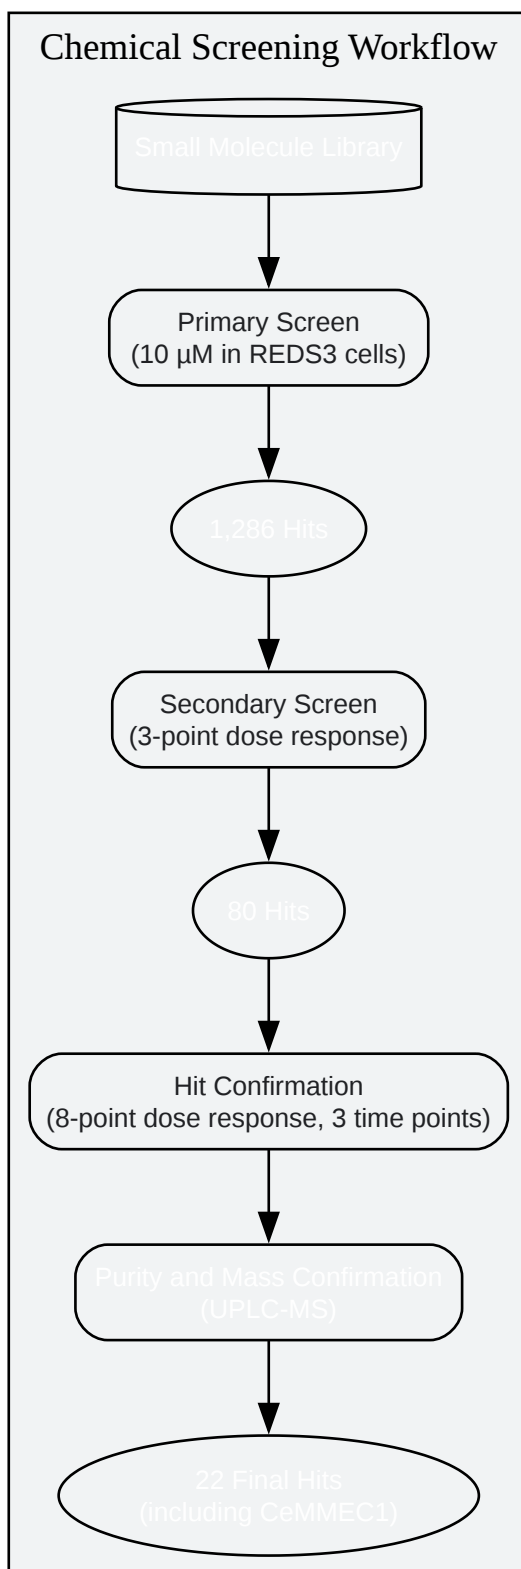 Chemical Screening Workflow
Small Molecule Library
Primary Screen
(10 µM in REDS3 cells)
1,286 Hits
Secondary Screen
(3-point dose response)
80 Hits
Hit Confirmation
(8-point dose response, 3 time points)
Purity and Mass Confirmation
(UPLC-MS)
22 Final Hits
(including CeMMEC1)